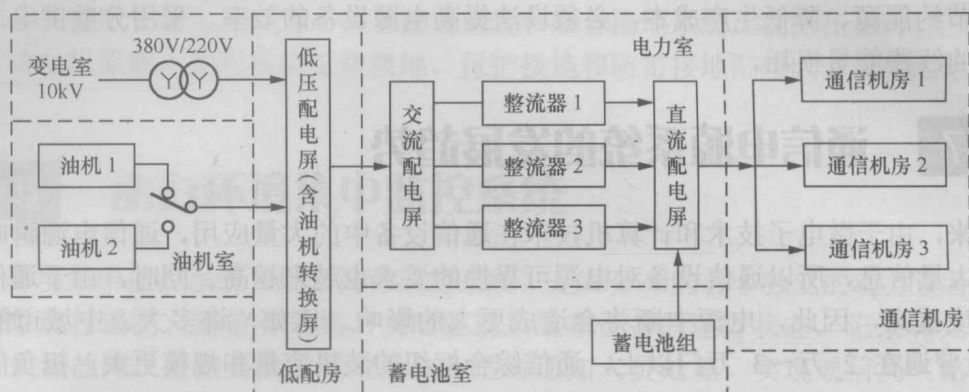 380V/220V
变电室
10kV
油机 1
油机 2
油机室
低压配电屏（含油机转换屏）
低配房
电力室
交流配电屏
整流器 1
整流器 2
整流器 3
直流配电屏
蓄电池组
蓄电池室
通信机房 1
通信机房 2
通信机房 3
通信机房